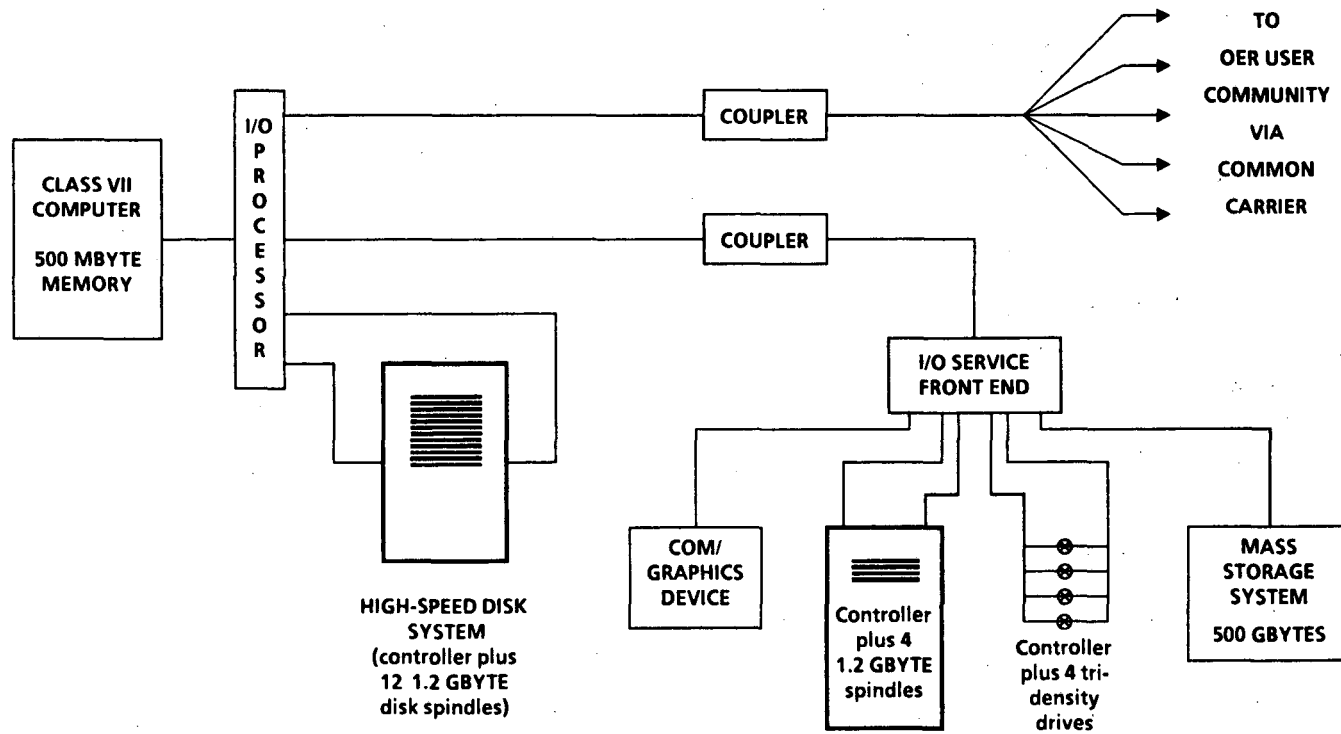 TO
OER USER
COMMUNITY
VIA
COMMON
CARRIER
COUPLER
I/O
P
R
O
C
E
S
S
O
R
CLASS VII
COMPUTER
500 MBYTE
MEMORY
COUPLER
I/O SERVICE
FRONT END
HIGH-SPEED DISK
SYSTEM
(controller plus
12 1.2 GBYTE
disk spindles)
COM/
GRAPHICS
DEVICE
Controller
plus 4
1.2 GBYTE
spindles
Controller
plus 4 tri-
density
drives
MASS
STORAGE
SYSTEM
500 GBYTES